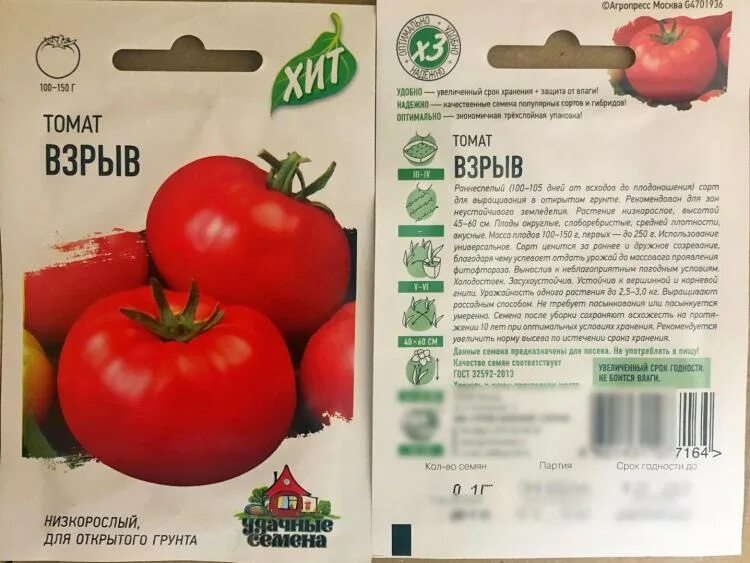 100-150 Г
ХИТ
ТОМАТ
ВЗРЫВ
удачные
семена
НИЗКОРОСЛЫЙ,
ДЛЯ ОТКРЫТОГО ГРУНТА
©Агропресс Москва G4701936
ОПТИМАЛЬНО • УДОБНО • НАДЕЖНО
х3
УДОБНО — увеличенный срок хранения + защита от влаги!
НАДЕЖНО — качественные семена популярных сортов и гибридов!
ОПТИМАЛЬНО — экономичная трёхслойная упаковка!
ТОМАТ
ВЗРЫВ
Раннеспелый (100-105 дней от всходов до плодоношения) сорт
для выращивания в открытом грунте. Рекомендован для зон
неустойчивого земледелия. Растение низкорослое, высотой
45-60 см. Плоды округлые, слаборебристые, средней плотности,
вкусные. Масса плодов 100-150 г, первых — до 250 г. Использование
универсальное. Сорт ценится за раннее и дружное созревание,
благодаря чему успевает отдать урожай до массового проявления
фитофтороза. Вынослив к неблагоприятным погодным условиям.
Холодостоек. Засухоустойчив. Устойчив к вершинной и корневой
гнили. Урожайность одного растения до 2,5-3,0 кг. Выращивают
рассадным способом. Не требует пасынкования или пасынкуется
умеренно. Семена после уборки сохраняют всхожесть на протя-
жении 10 лет при оптимальных условиях хранения. Рекомендуется
увеличить норму высева по истечении срока хранения.
III-IV
-
-
V-VI
40×60 СМ
Данные семена предназначены для посева. Не употреблять в пищу!
Качество семян соответствует
ГОСТ 32592-2013
УВЕЛИЧЕННЫЙ СРОК ГОДНОСТИ.
НЕ БОИТСЯ ВЛАГИ.
7164 >
Кол-во семян Партия Срок годности до
0,1Г